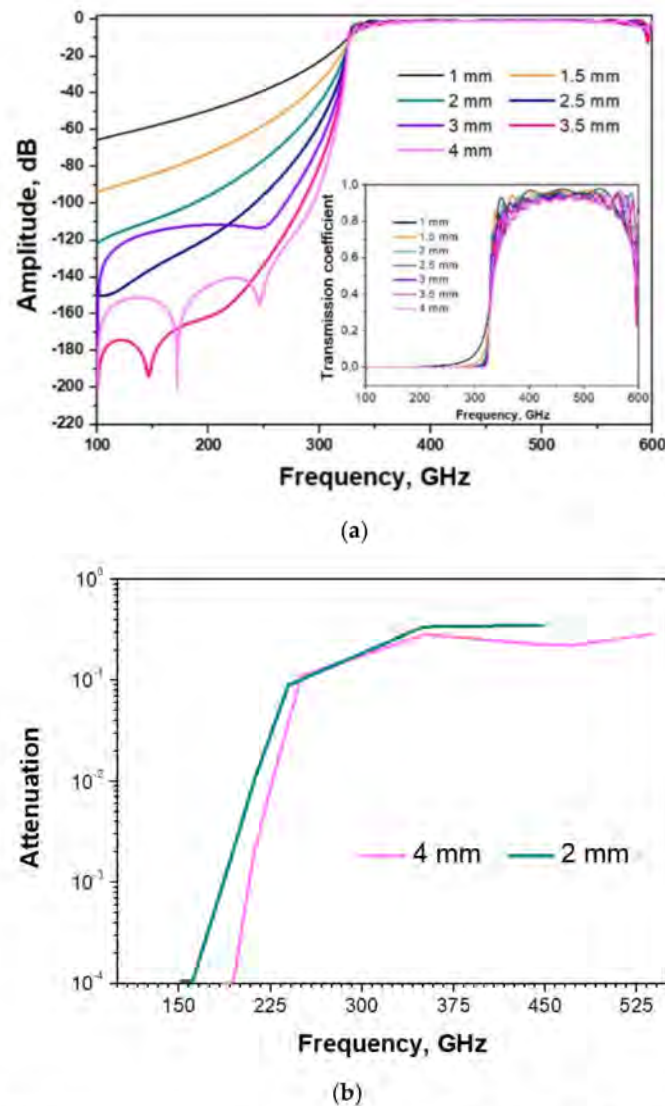 0
-20
-40
-60
-80
-100
-120
-140
-160
-180
-200
-220
Amplitude, dB
1 mm 1.5 mm
2 mm 2.5 mm
3 mm 3.5 mm
4 mm
1.0
0.8
0.6
0.4
0.2
0.0
Transmission coefficient
1 mm
1.5 mm
2 mm
2.5 mm
3 mm
3.5 mm
4 mm
100 200 300 400 500 600
Frequency, GHz
100 200 300 400 500 600
Frequency, GHz
(a)
10⁰
10⁻¹
10⁻²
10⁻³
10⁻⁴
Attenuation
4 mm 2 mm
150 225 300 375 450 525
Frequency, GHz
(b)